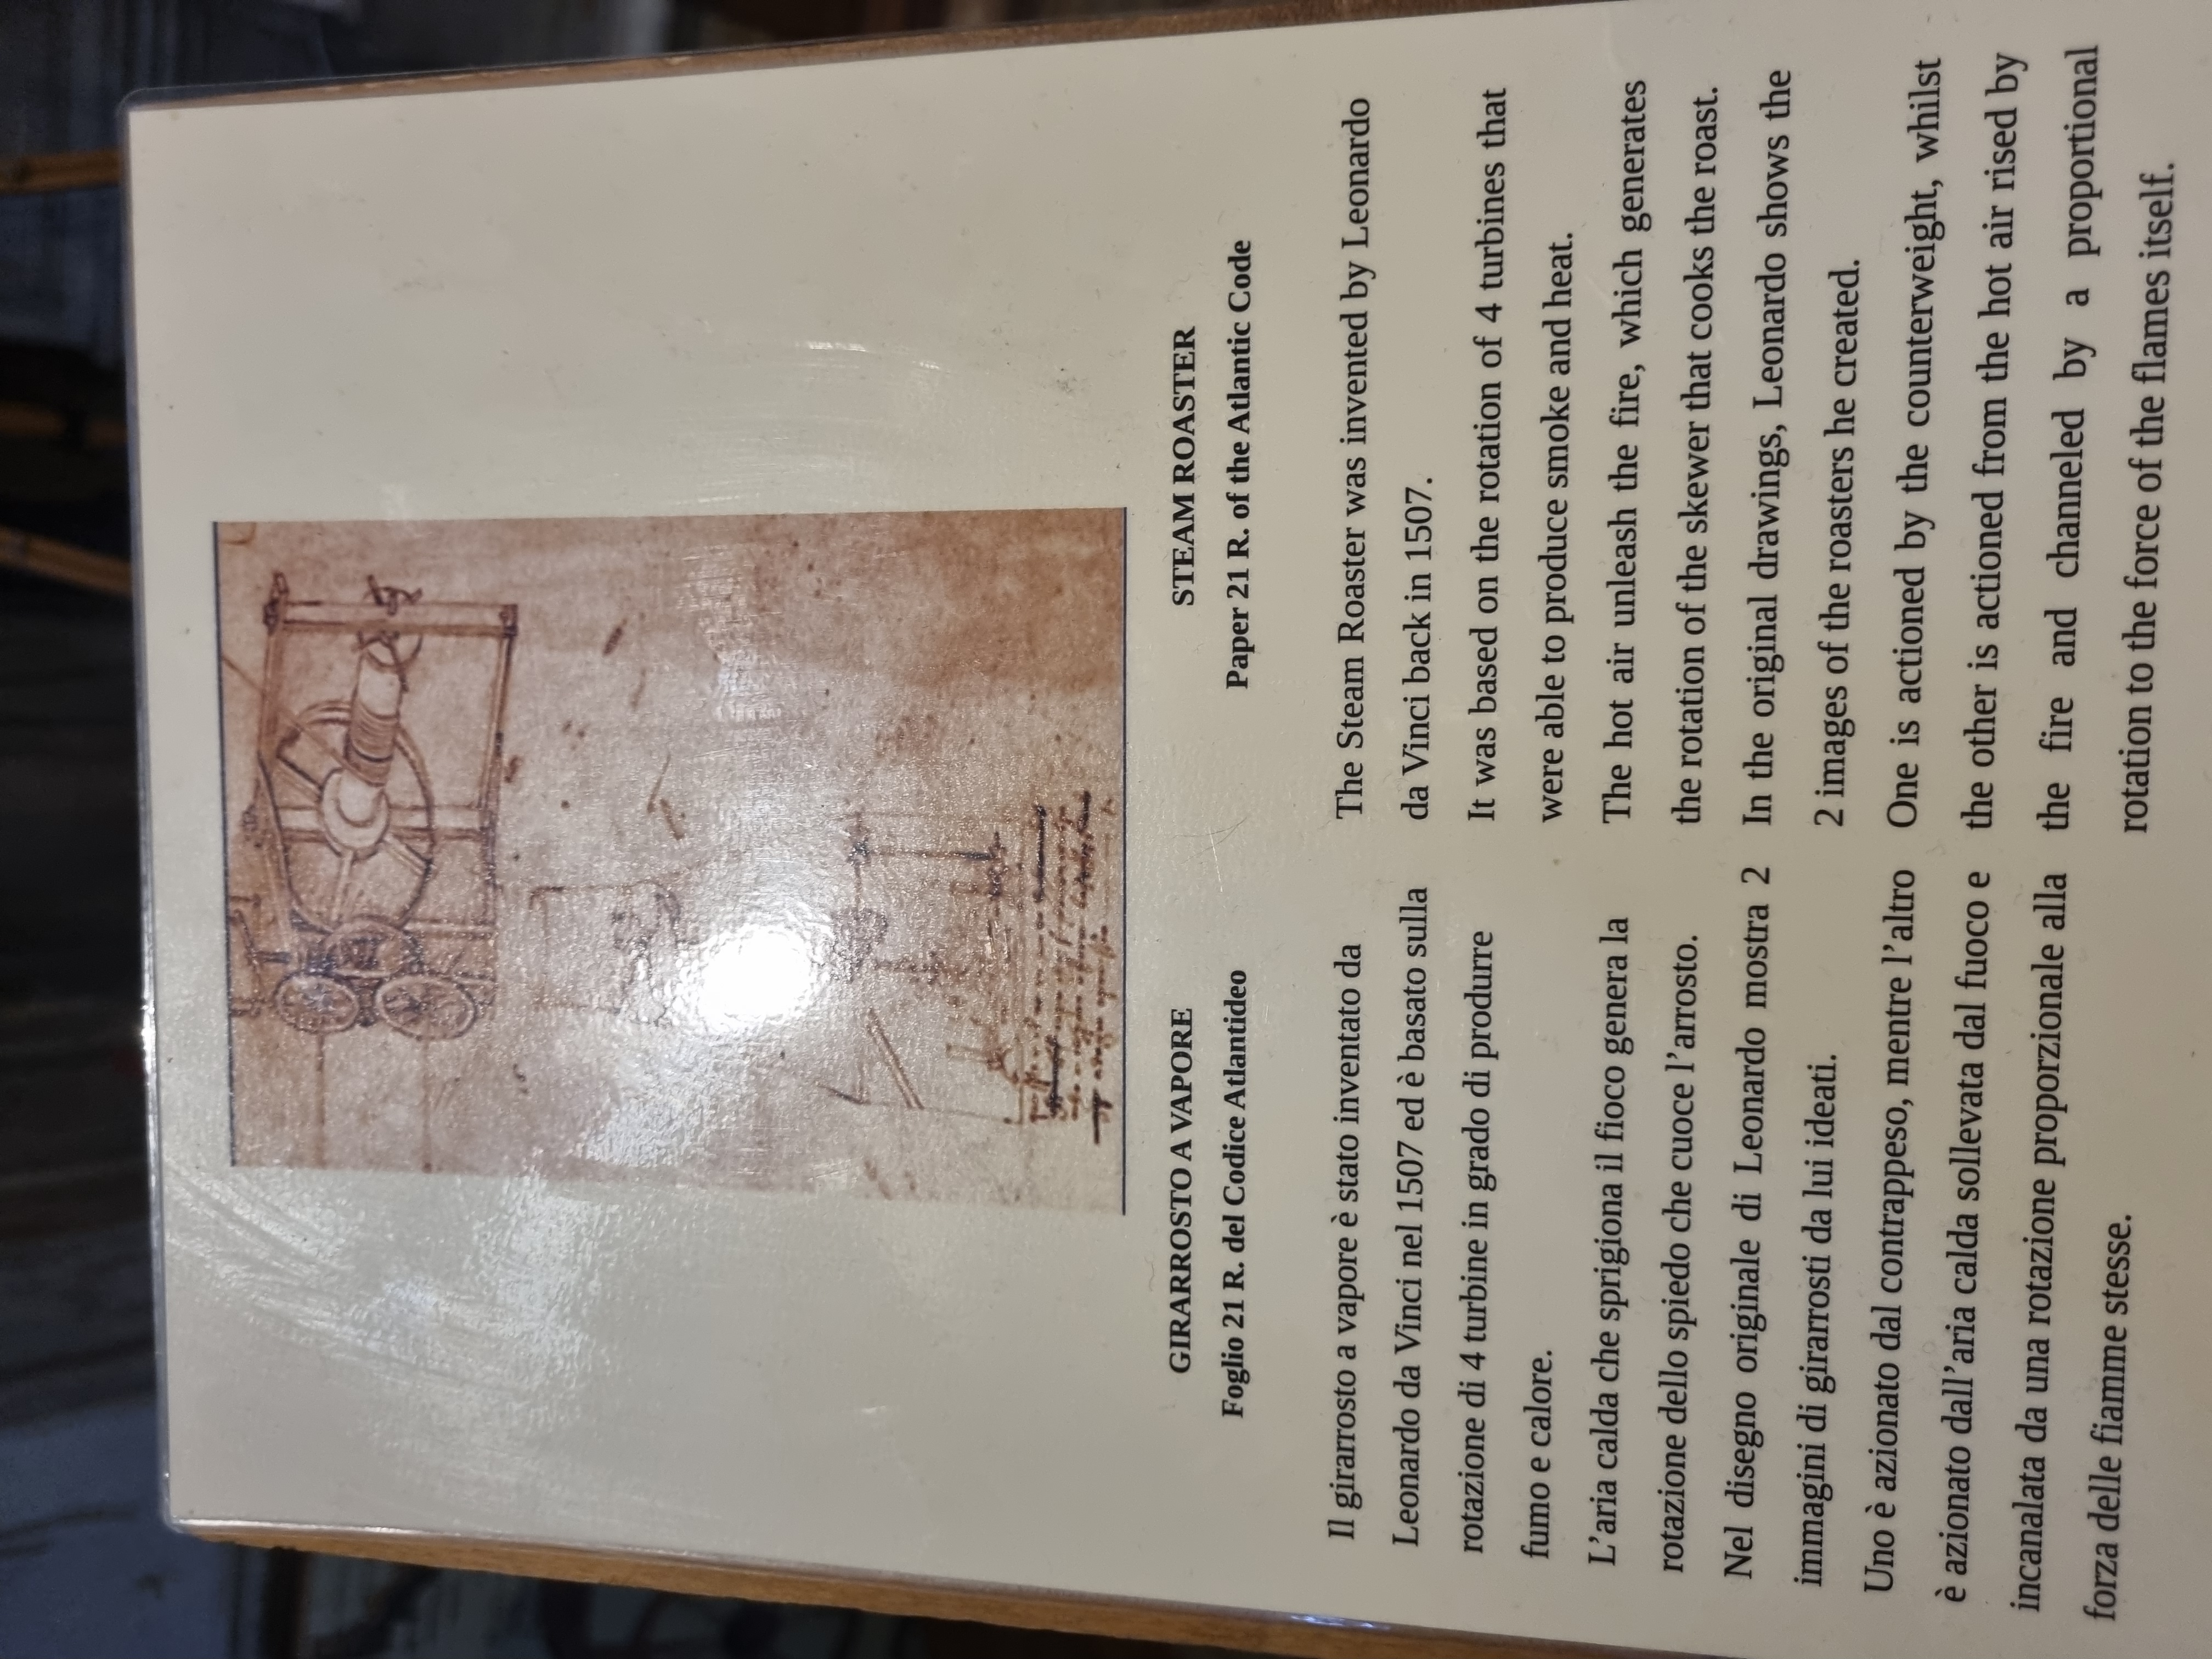 GIRARROSTO A VAPORE
Foglio 21 R. del Codice Atlantideo
Il girarrosto a vapore è stato inventato da
Leonardo da Vinci nel 1507 ed è basato sulla
rotazione di 4 turbine in grado di produrre
fumo e calore.
L'aria calda che sprigiona il fioco genera la
rotazione dello spiedo che cuoce l'arrosto.
Nel disegno originale di Leonardo mostra 2
immagini di girarrosti da lui ideati.
Uno è azionato dal contrappeso, mentre l'altro
è azionato dall'aria calda sollevata dal fuoco e
incanalata da una rotazione proporzionale alla
forza delle fiamme stesse.
STEAM ROASTER
Paper 21 R. of the Atlantic Code
The Steam Roaster was invented by Leonardo
da Vinci back in 1507.
It was based on the rotation of 4 turbines that
were able to produce smoke and heat.
The hot air unleash the fire, which generates
the rotation of the skewer that cooks the roast.
In the original drawings, Leonardo shows the
2 images of the roasters he created.
One is actioned by the counterweight, whilst
the other is actioned from the hot air rised by
the fire and channeled by a proportional
rotation to the force of the flames itself.